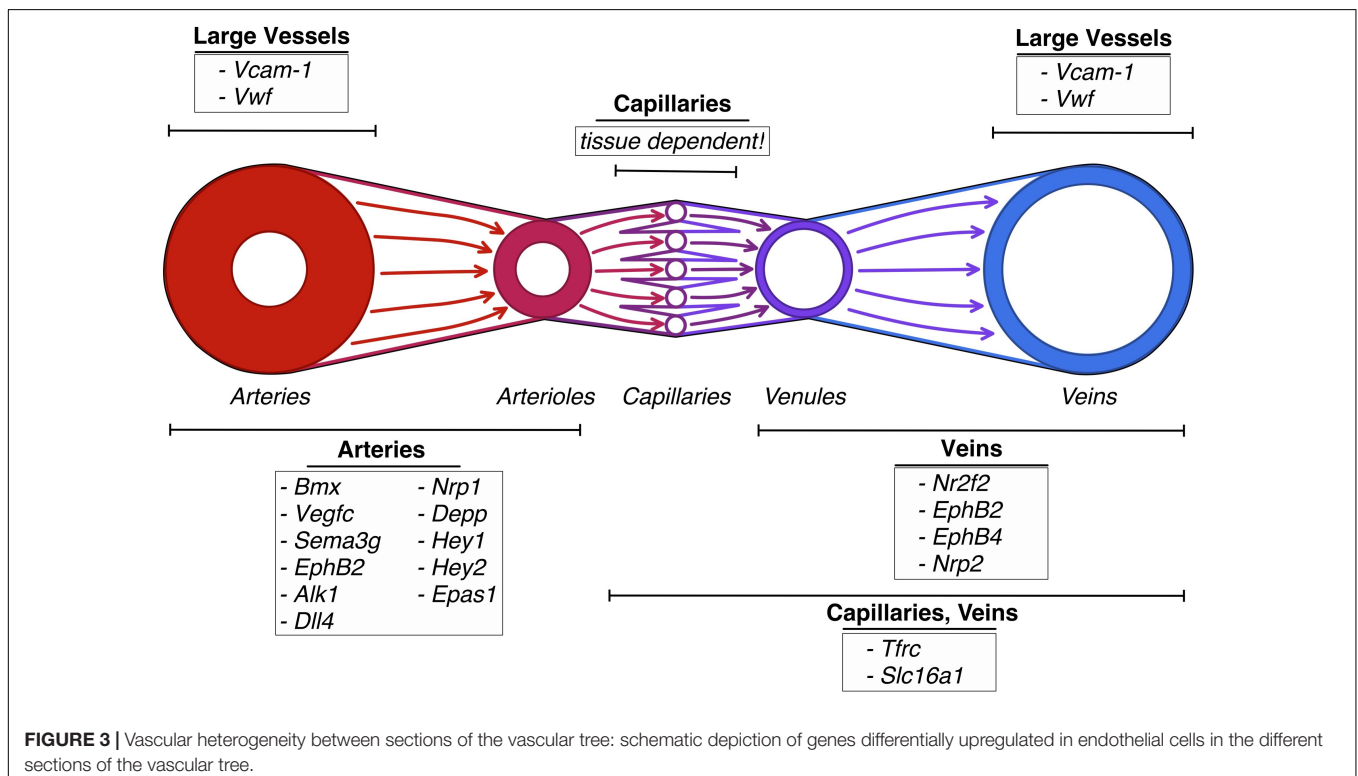 Large Vessels
- Vcam-1
- Vwf
Large Vessels
- Vcam-1
- Vwf
Capillaries
tissue dependent!
Arteries
Arterioles
Capillaries
Venules
Veins
Arteries
- Bmx
- Vegfc
- Sema3g
- EphB2
- Alk1
- Dll4
- Nrp1
- Depp
- Hey1
- Hey2
- Epas1
Veins
- Nr2f2
- EphB2
- EphB4
- Nrp2
Capillaries, Veins
- Tfrc
- Slc16a1
FIGURE 3 | Vascular heterogeneity between sections of the vascular tree: schematic depiction of genes differentially upregulated in endothelial cells in the different
sections of the vascular tree.